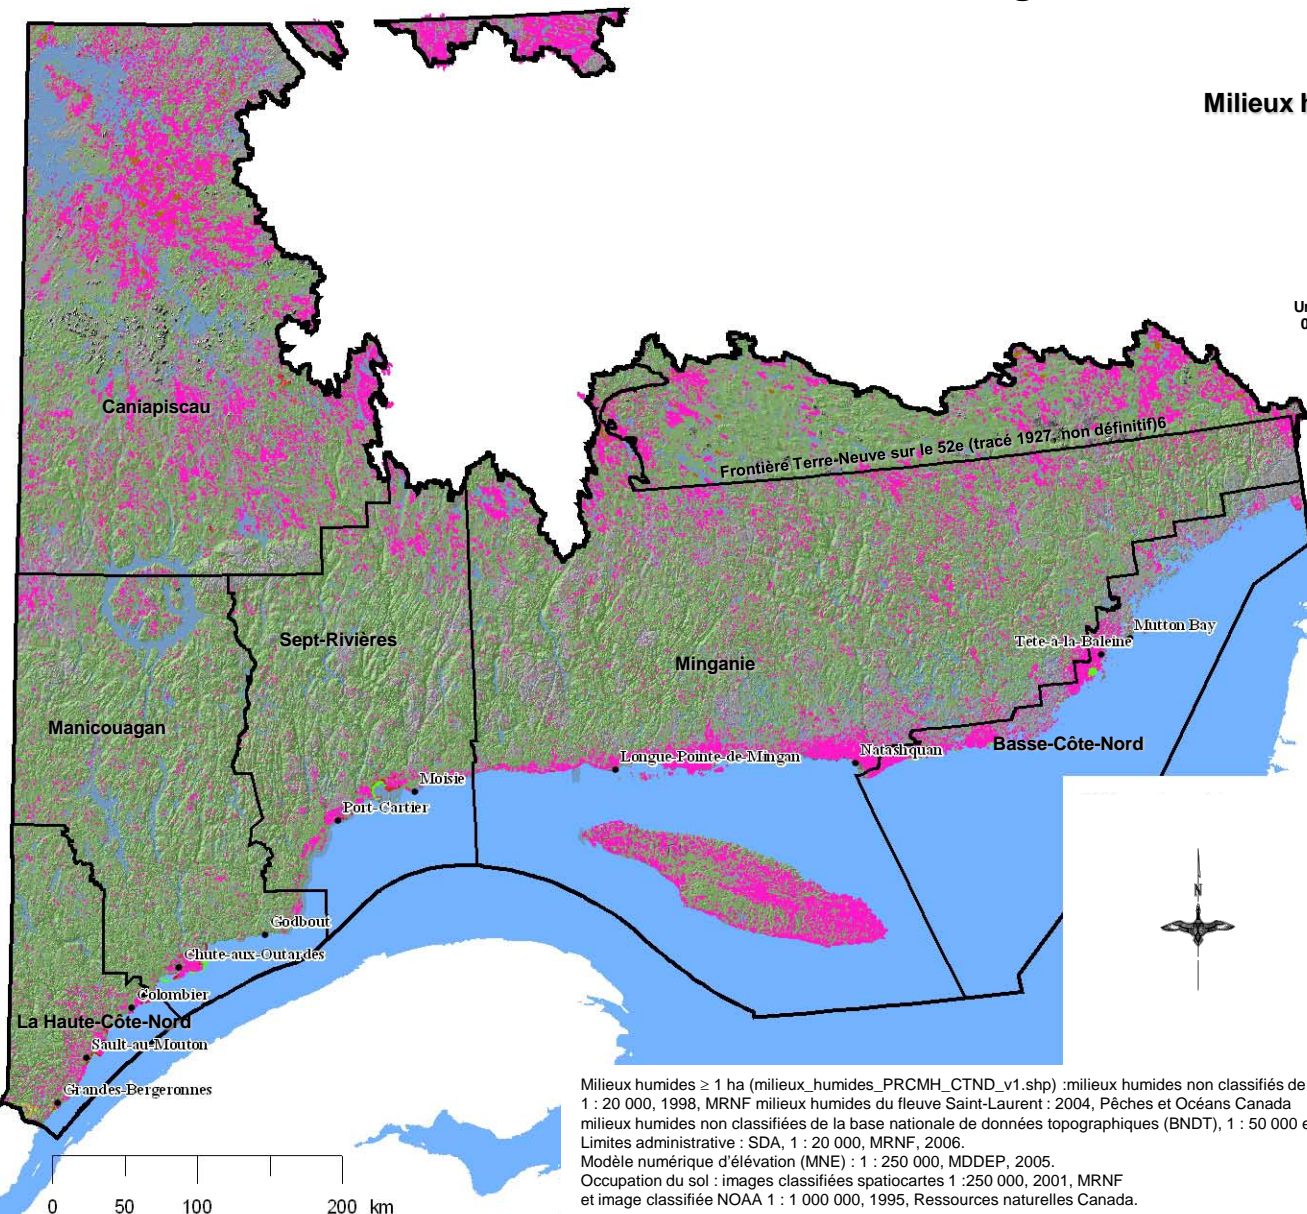 Milieux h
Ur
0
Caniapiscau
Frontière Terre-Neuve sur le 52e (tracé 1927, non définitif)6
Sept-Rivières
Mutton Bay
Tete-a-la-Baleine
Minganie
Manicouagan
Basse-Côte-Nord
Natashquan
Longue-Pointe-de-Mingan
Moisie
Port-Cartier
N
Godbout
Chute-aux-Outardes
Colombier
La Haute-Côte-Nord
Sault-au-Mouton
Grandes-Bergeronnes
Milieux humides ≥ 1 ha (milieux_humides_PRCMH_CTND_v1.shp) :milieux humides non classifiés de
1 : 20 000, 1998, MRNF milieux humides du fleuve Saint-Laurent : 2004, Pêches et Océans Canada
milieux humides non classifiées de la base nationale de données topographiques (BNDT), 1 : 50 000 e
Limites administrative : SDA, 1 : 20 000, MRNF, 2006.
Modèle numérique d'élévation (MNE) : 1 : 250 000, MDDEP, 2005.
Occupation du sol : images classifiées spatiocartes 1 :250 000, 2001, MRNF
et image classifiée NOAA 1 : 1 000 000, 1995, Ressources naturelles Canada.
0 50 100 200 km